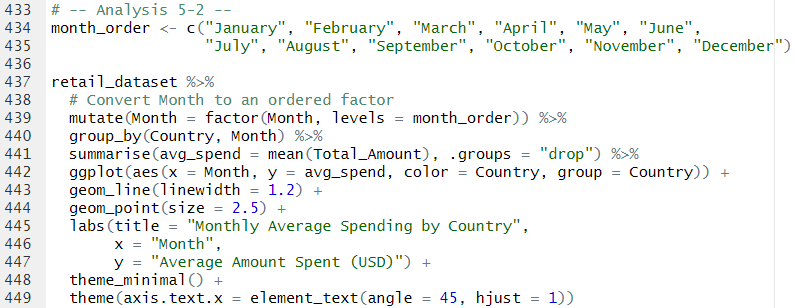 433 # -- Analysis 5-2 --
434 month_order <- c("January", "February", "March", "April", "May", "June",
435                  "July", "August", "September", "October", "November", "December")
436
437 retail_dataset %>%
438   # Convert Month to an ordered factor
439   mutate(Month = factor(Month, levels = month_order)) %>%
440   group_by(Country, Month) %>%
441   summarise(avg_spend = mean(Total_Amount), .groups = "drop") %>%
442   ggplot(aes(x = Month, y = avg_spend, color = Country, group = Country)) +
443   geom_line(linewidth = 1.2) +
444   geom_point(size = 2.5) +
445   labs(title = "Monthly Average Spending by Country",
446        x = "Month",
447        y = "Average Amount Spent (USD)") +
448   theme_minimal() +
449   theme(axis.text.x = element_text(angle = 45, hjust = 1))